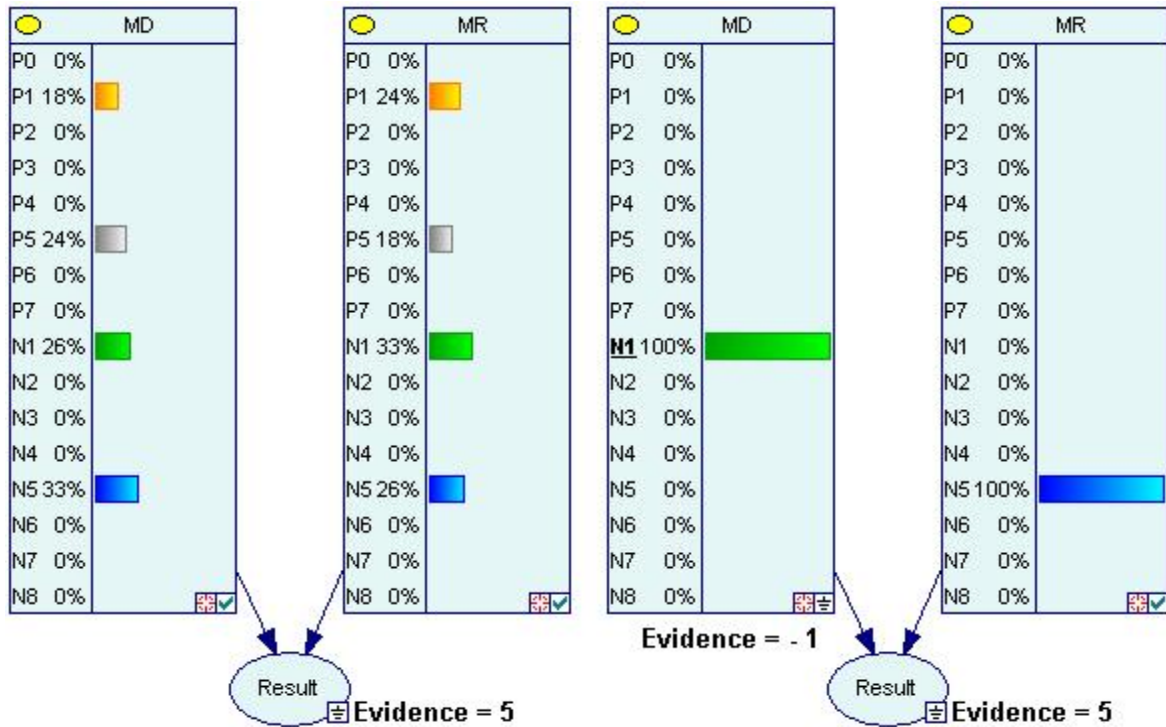 MD
P0 0%
P1 18%
P2 0%
P3 0%
P4 0%
P5 24%
P6 0%
P7 0%
N1 26%
N2 0%
N3 0%
N4 0%
N5 33%
N6 0%
N7 0%
N8 0%
MR
P0 0%
P1 24%
P2 0%
P3 0%
P4 0%
P5 18%
P6 0%
P7 0%
N1 33%
N2 0%
N3 0%
N4 0%
N5 26%
N6 0%
N7 0%
N8 0%
Result
Evidence = 5
MD
P0 0%
P1 0%
P2 0%
P3 0%
P4 0%
P5 0%
P6 0%
P7 0%
N1 100%
N2 0%
N3 0%
N4 0%
N5 0%
N6 0%
N7 0%
N8 0%
Evidence = - 1
MR
P0 0%
P1 0%
P2 0%
P3 0%
P4 0%
P5 0%
P6 0%
P7 0%
N1 0%
N2 0%
N3 0%
N4 0%
N5 100%
N6 0%
N7 0%
N8 0%
Result
Evidence = 5